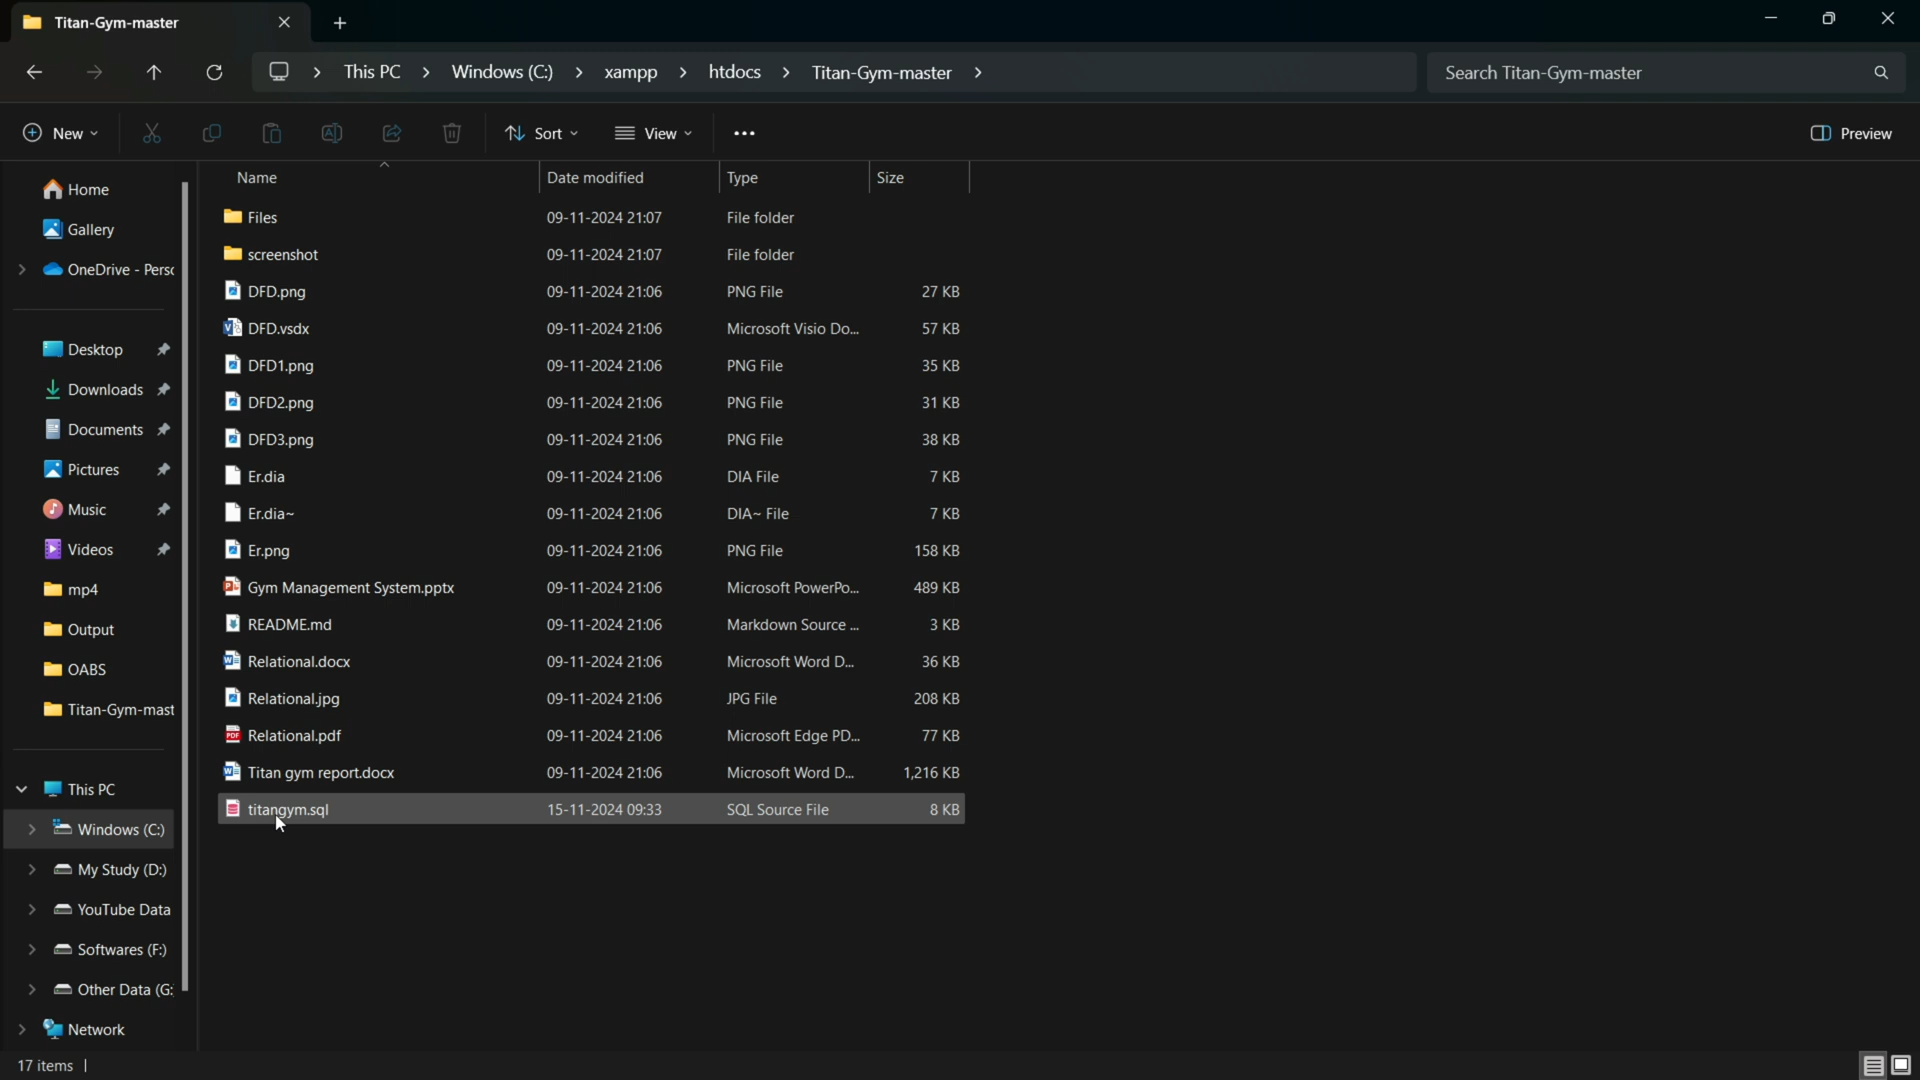 Titan-Gym-master
This PC Windows (C:) xampp htdocs Titan-Gym-master
Search Titan-Gym-master
New Sort View Preview
Name Date modified Type Size
Files 09-11-2024 21:07 File folder
screenshot 09-11-2024 21:07 File folder
DFD.png 09-11-2024 21:06 PNG File 27 KB
DFD.vsdx 09-11-2024 21:06 Microsoft Visio Do... 57 KB
DFD1.png 09-11-2024 21:06 PNG File 35 KB
DFD2.png 09-11-2024 21:06 PNG File 31 KB
DFD3.png 09-11-2024 21:06 PNG File 38 KB
Er.dia 09-11-2024 21:06 DIA File 7 KB
Er.dia~ 09-11-2024 21:06 DIA~ File 7 KB
Er.png 09-11-2024 21:06 PNG File 158 KB
Gym Management System.pptx 09-11-2024 21:06 Microsoft PowerPo... 489 KB
README.md 09-11-2024 21:06 Markdown Source ... 3 KB
Relational.docx 09-11-2024 21:06 Microsoft Word D... 36 KB
Relational.jpg 09-11-2024 21:06 JPG File 208 KB
Relational.pdf 09-11-2024 21:06 Microsoft Edge PD... 77 KB
Titan gym report.docx 09-11-2024 21:06 Microsoft Word D... 1,216 KB
titangym.sql 15-11-2024 09:33 SQL Source File 8 KB
Home
Gallery
OneDrive - Perso
Desktop
Downloads
Documents
Pictures
Music
Videos
mp4
Output
OABS
Titan-Gym-mast
This PC
Windows (C:)
My Study (D:)
YouTube Data
Softwares (F:)
Other Data (G:
Network
17 items